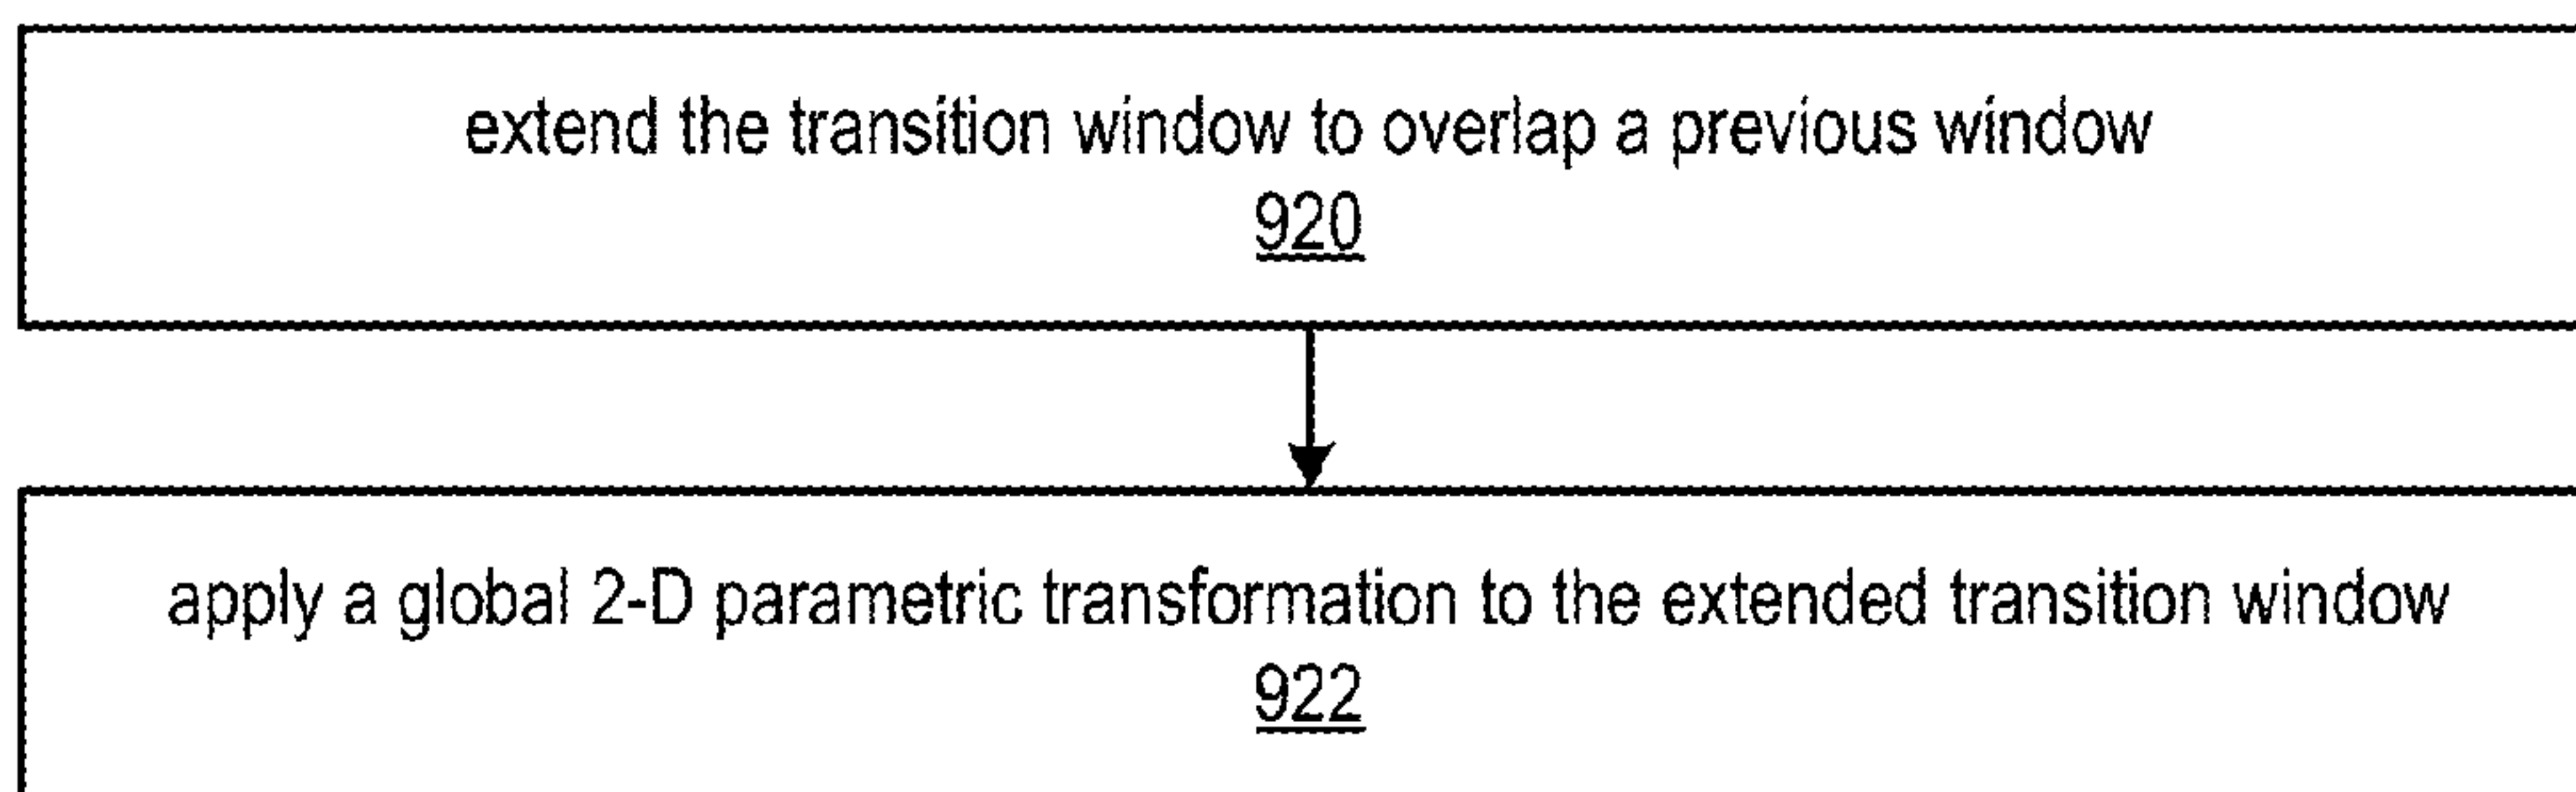 extend the transition window to overlap a previous window
920
apply a global 2-D parametric transformation to the extended transition window
922